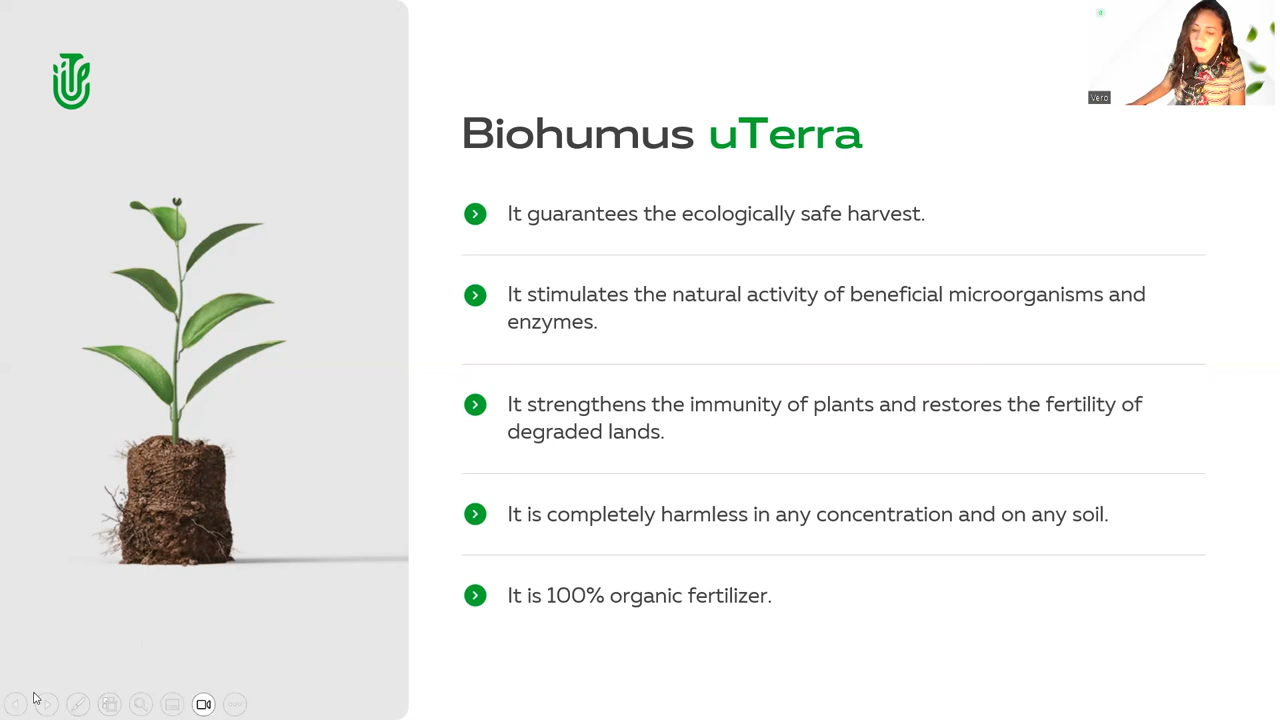 Vero
Biohumus uTerra
It guarantees the ecologically safe harvest.
It stimulates the natural activity of beneficial microorganisms and
enzymes.
It strengthens the immunity of plants and restores the fertility of
degraded lands.
It is completely harmless in any concentration and on any soil.
It is 100% organic fertilizer.